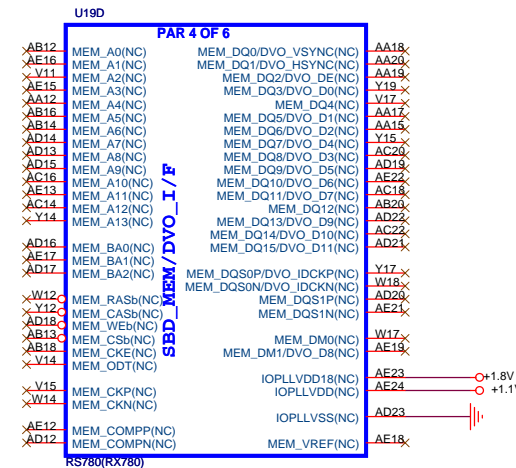 U19D
PAR 4 OF 6
AB12 MEM_A0(NC) MEM_DQ0/DVO_VSYNC(NC) AA18
AE16 MEM_A1(NC) MEM_DQ1/DVO_HSYNC(NC) AA20
V11 MEM_A2(NC) MEM_DQ2/DVO_DE(NC) AA19
AE15 MEM_A3(NC) MEM_DQ3/DVO_D0(NC) Y19
AA12 MEM_A4(NC) MEM_DQ4(NC) V17
AB16 MEM_A5(NC) MEM_DQ5/DVO_D1(NC) AA17
AB14 MEM_A6(NC) MEM_DQ6/DVO_D2(NC) AA15
AD14 MEM_A7(NC) MEM_DQ7/DVO_D4(NC) Y15
AD13 MEM_A8(NC) MEM_DQ8/DVO_D3(NC) AC20
AD15 MEM_A9(NC) MEM_DQ9/DVO_D5(NC) AD19
AC16 MEM_A10(NC) MEM_DQ10/DVO_D6(NC) AE22
AE13 MEM_A11(NC) MEM_DQ11/DVO_D7(NC) AC18
AC14 MEM_A12(NC) MEM_DQ12(NC) AB20
Y14 MEM_A13(NC) MEM_DQ13/DVO_D9(NC) AD22
MEM_DQ14/DVO_D10(NC) AC22
AD16 MEM_BA0(NC) MEM_DQ15/DVO_D11(NC) AD21
AE17 MEM_BA1(NC)
AD17 MEM_BA2(NC) MEM_DQS0P/DVO_IDCKP(NC) Y17
MEM_DQS0N/DVO_IDCKN(NC) W18
W12 MEM_RASb(NC) MEM_DQS1P(NC) AD20
Y12 MEM_CASb(NC) MEM_DQS1N(NC) AE21
AD18 MEM_WEb(NC)
AB13 MEM_CSb(NC) MEM_DM0(NC) W17
AB18 MEM_CKE(NC) MEM_DM1/DVO_D8(NC) AE19
V14 MEM_ODT(NC)
IOPLLVDD18(NC) AE23 +1.8V
V15 MEM_CKP(NC) IOPLLVDD(NC) AE24 +1.1
W14 MEM_CKN(NC)
IOPLLVSS(NC) AD23
AE12 MEM_COMPP(NC)
AD12 MEM_COMPN(NC) MEM_VREF(NC) AE18
SBD_MEM/DVO_I/F
RS780(RX780)